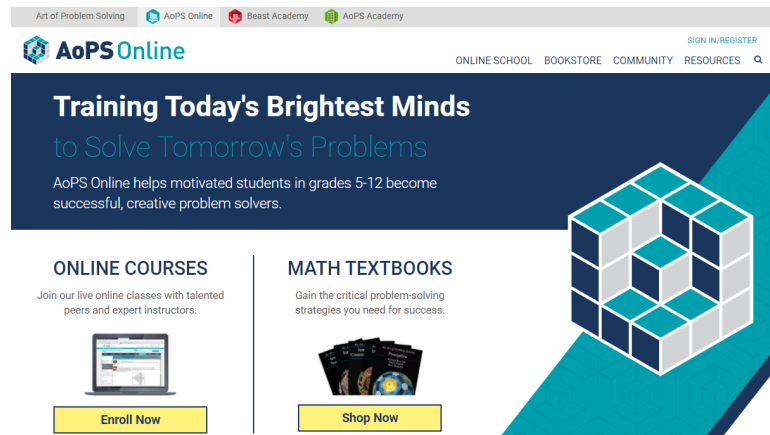 Art of Problem Solving AoPS Online Beast Academy AoPS Academy
SIGN IN/REGISTER
AoPS Online
ONLINE SCHOOL BOOKSTORE COMMUNITY RESOURCES
Training Today's Brightest Minds
to Solve Tomorrow's Problems
AoPS Online helps motivated students in grades 5-12 become
successful, creative problem solvers.
ONLINE COURSES
Join our live online classes with talented
peers and expert instructors.
Enroll Now
MATH TEXTBOOKS
Gain the critical problem-solving
strategies you need for success.
Shop Now